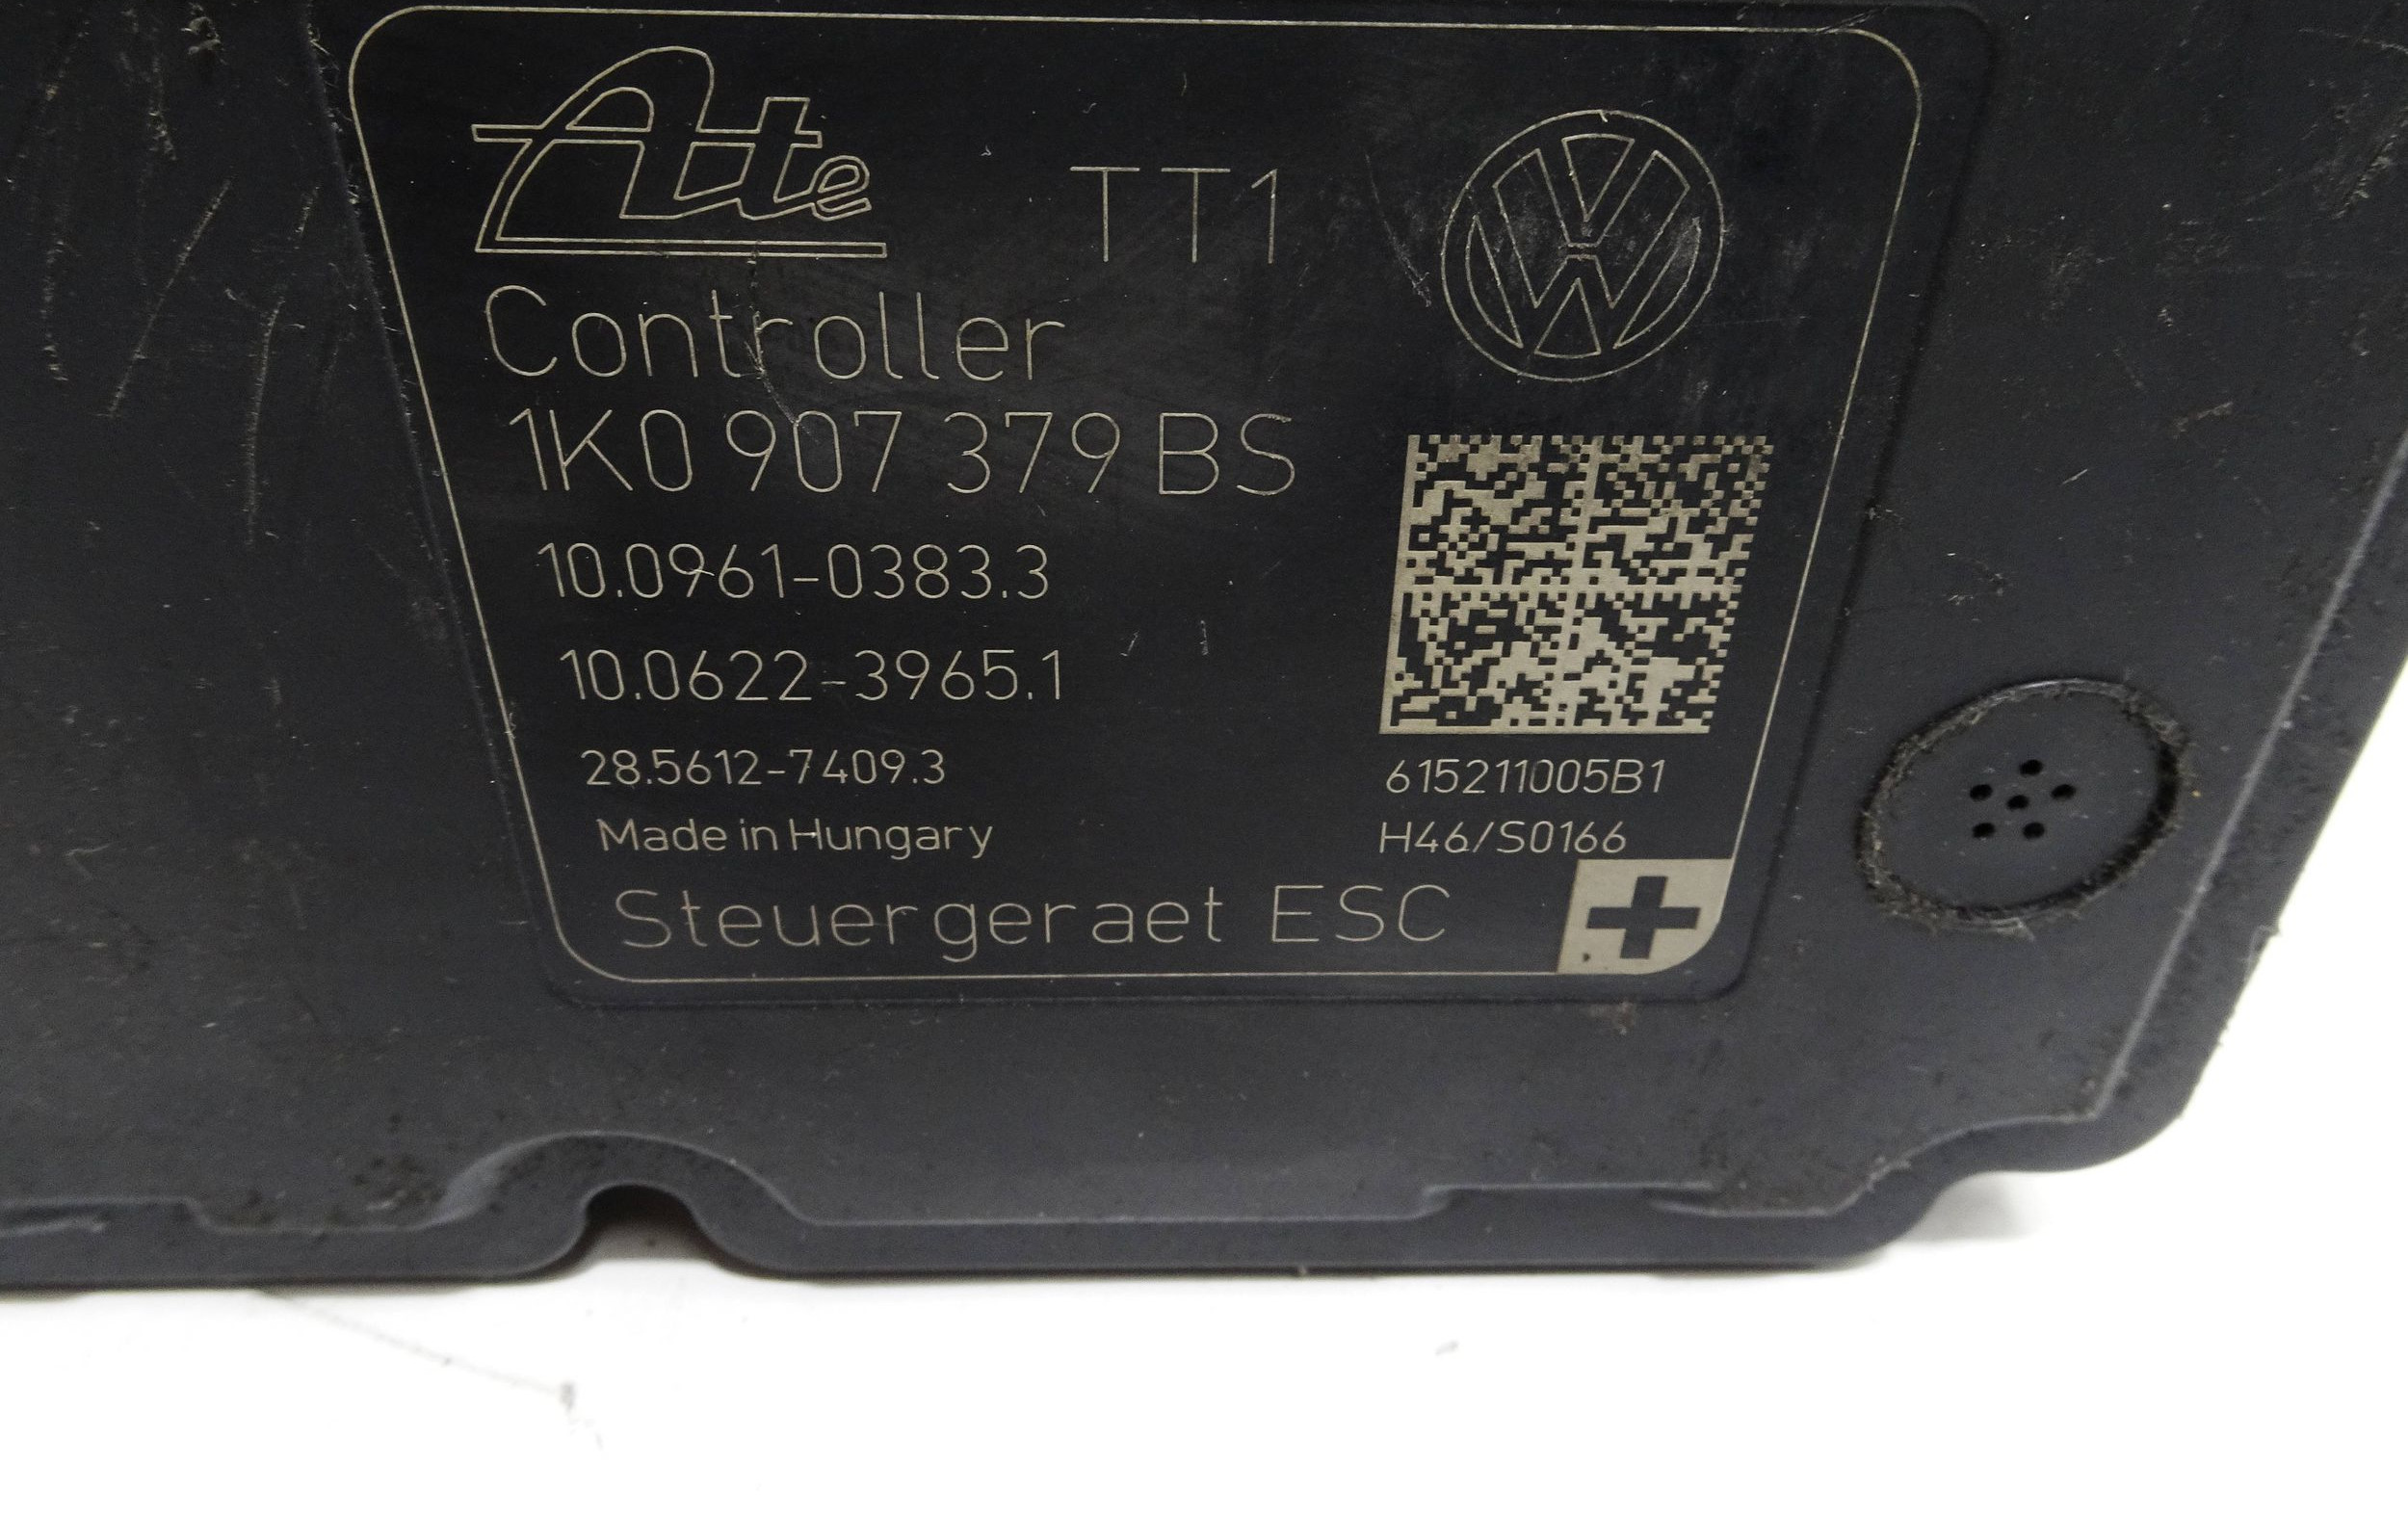 Ate TT1
Controller
1K0 907 379 BS
10.0961-0383.3
10.0622-3965.1
28.5612-7409.3
615211005B1
Made in Hungary
H46/S0166
Steuergeraet ESC